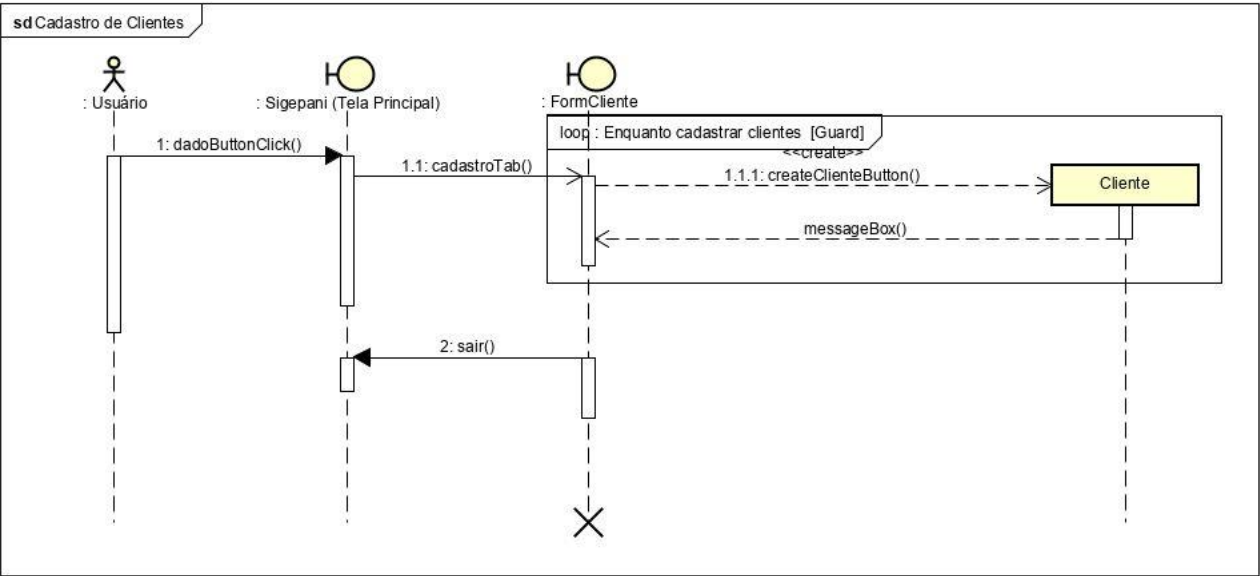 sd Cadastro de Clientes
: Usuário
: Sigepani (Tela Principal)
: FormCliente
loop : Enquanto cadastrar clientes [Guard]
1: dadoButtonClick()
<<create>>
1.1: cadastroTab()
1.1.1: createClienteButton()
Cliente
messageBox()
2: sair()